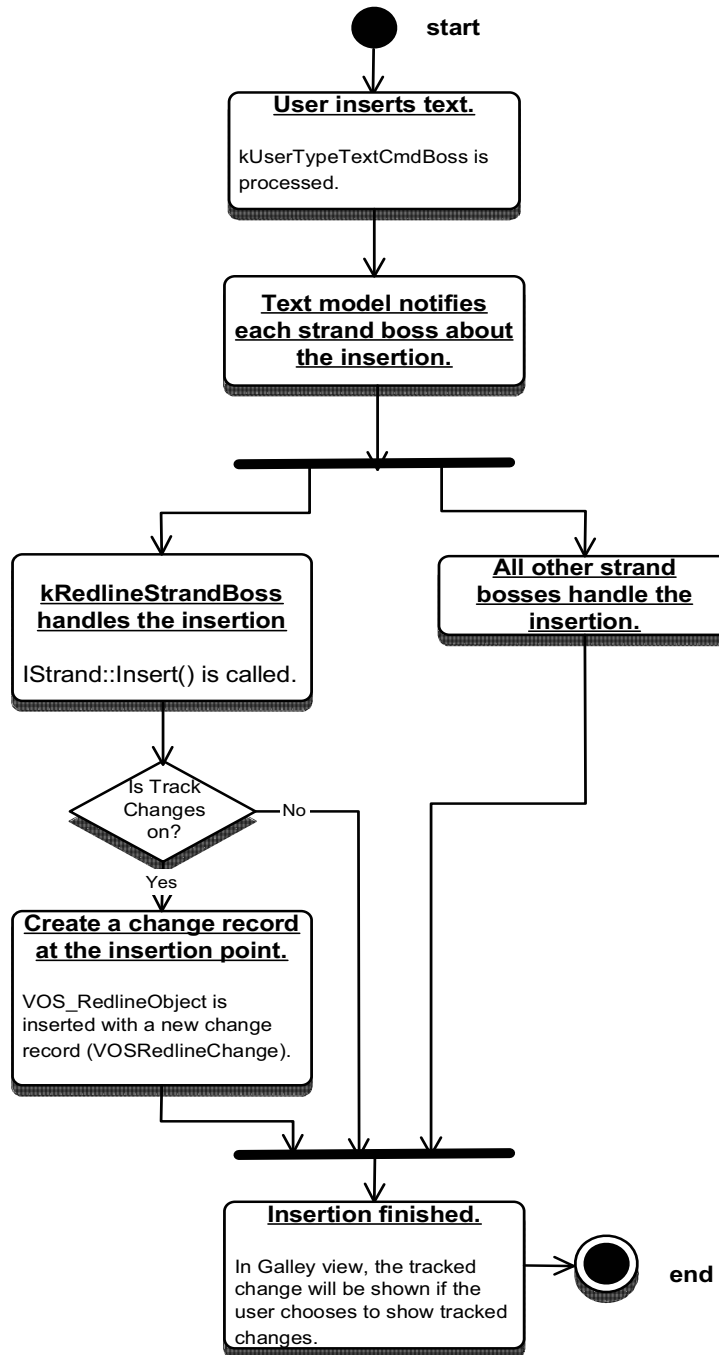 start
User inserts text.
kUserTypeTextCmdBoss is
processed.
Text model notifies
each strand boss about
the insertion.
kRedlineStrandBoss
handles the insertion
IStrand::Insert() is called.
All other strand
bosses handle the
insertion.
Is Track
Changes
on?
No
Yes
Create a change record
at the insertion point.
VOS_RedlineObject is
inserted with a new change
record (VOSRedlineChange).
Insertion finished.
In Galley view, the tracked
change will be shown if the
user chooses to show tracked
changes.
end